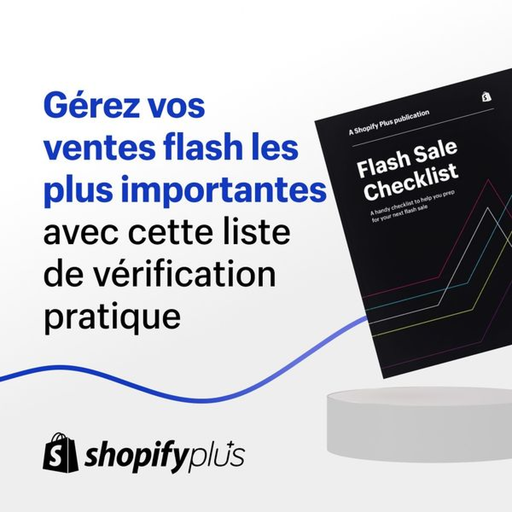 Gérez vos
ventes flash les
plus importantes
avec cette liste
de vérification
pratique
A Shopify Plus publication
Flash Sale
Checklist
A handy checklist to help you prep
for your next flash sale
shopifyplus